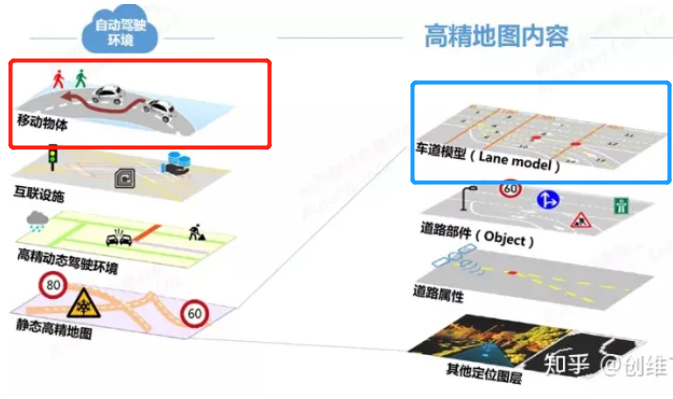 自动驾驶
环境
高精地图内容
移动物体
车道模型（Lane model）
互联设施
60
道路部件（Object）
高精动态驾驶环境
道路属性
80
60
静态高精地图
其他定位图层
知乎 @创维